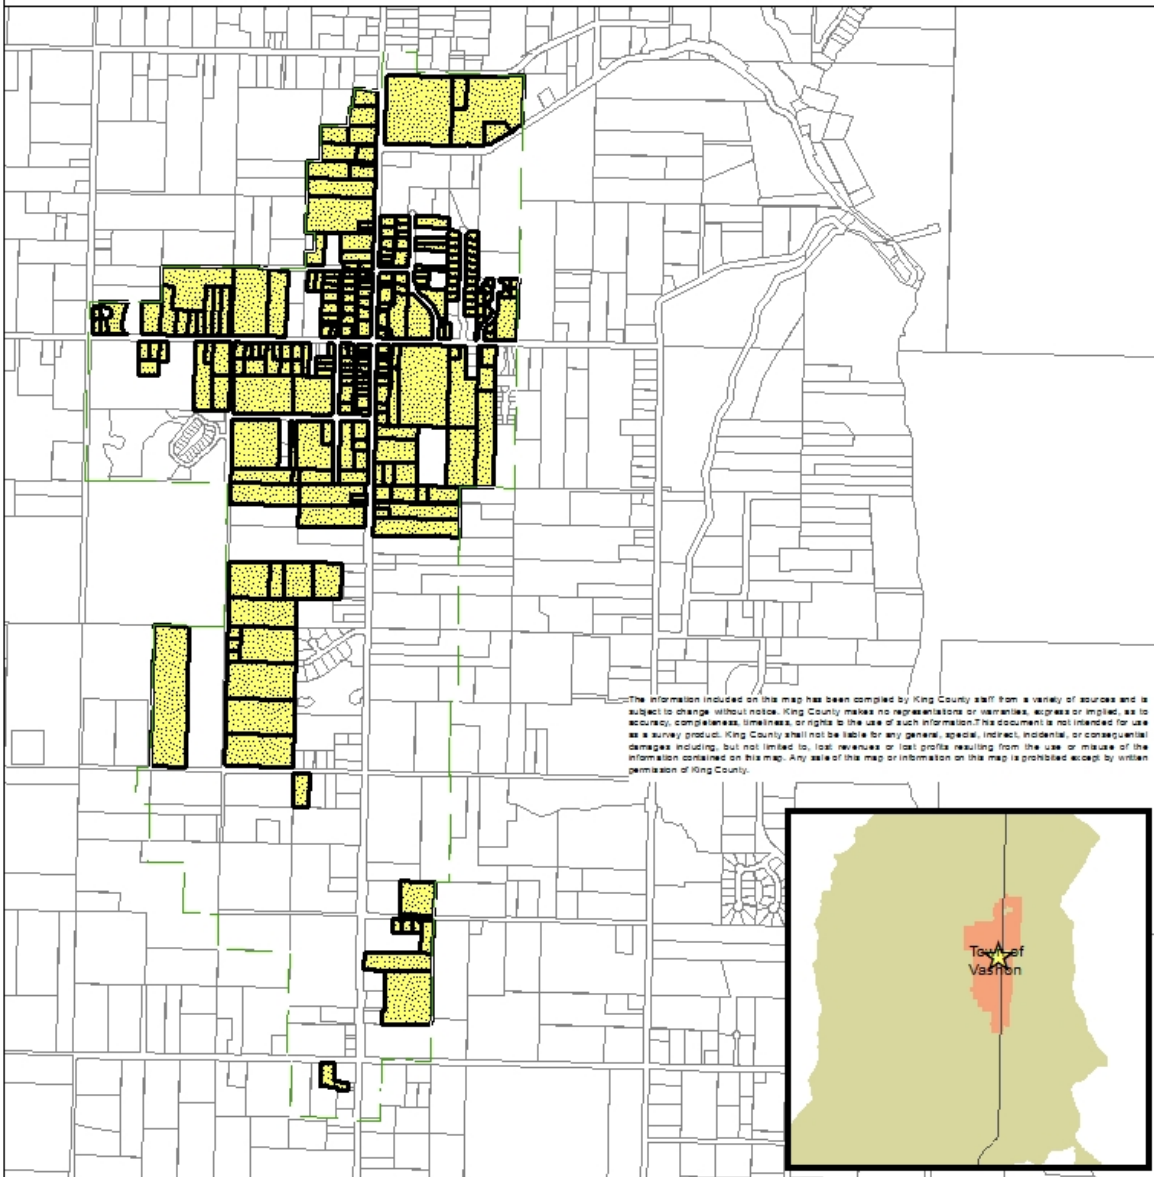 The information included on this map has been compiled by King County staff from a variety of sources and is
subject to change without notice. King County makes no representations or warranties, express or implied, as to
accuracy, completeness, timeliness, or rights to the use of such information.This document is not intended for use
as a survey product. King County shall not be liable for any general, special, indirect, incidental, or consequential
damages including, but not limited to, lost revenues or lost profits resulting from the use or misuse of the
information contained on this map. Any sale of this map or information on this map is prohibited except by written
permission of King County.
Town of
Vashon